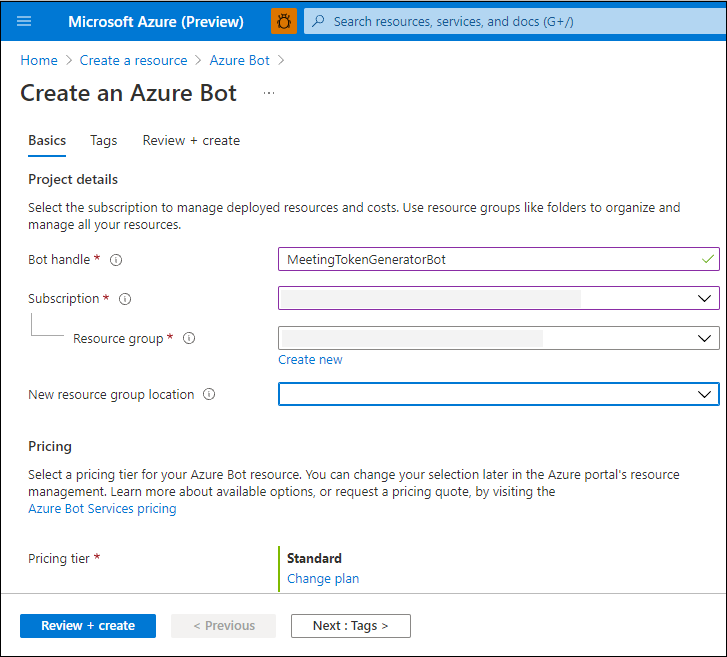 Microsoft Azure (Preview)
Search resources, services, and docs (G+/)
Home > Create a resource > Azure Bot >
Create an Azure Bot ...
Basics
Tags
Review + create
Project details
Select the subscription to manage deployed resources and costs. Use resource groups like folders to organize and
manage all your resources.
Bot handle *
MeetingTokenGeneratorBot
Subscription *
Resource group *
Create new
New resource group location
Pricing
Select a pricing tier for your Azure Bot resource. You can change your selection later in the Azure portal's resource
management. Learn more about available options, or request a pricing quote, by visiting the
Azure Bot Services pricing
Pricing tier *
Standard
Change plan
Review + create
< Previous
Next : Tags >